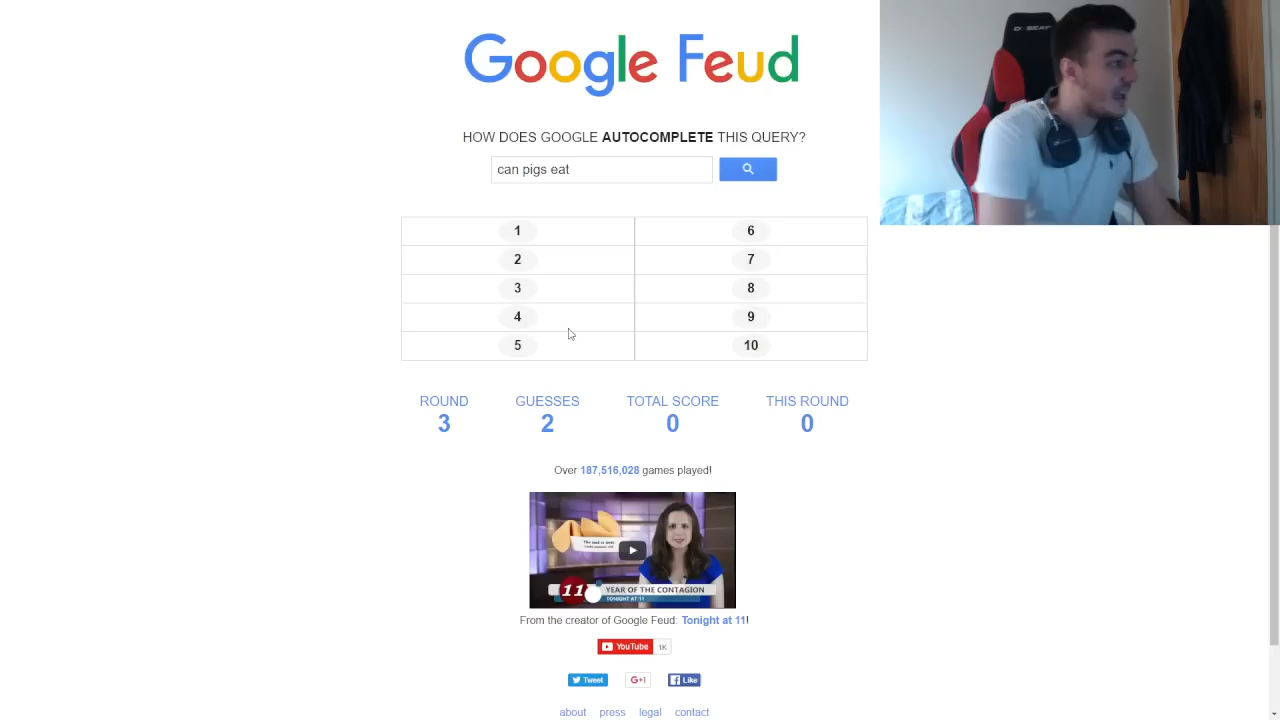 Google Feud
HOW DOES GOOGLE AUTOCOMPLETE THIS QUERY?
can pigs eat
1 6
2 7
3 8
4 9
5 10
ROUND GUESSES TOTAL SCORE THIS ROUND
3 2 0 0
Over 187,516,028 games played!
11 YEAR OF THE CONTAGION
TONIGHT AT 11
From the creator of Google Feud: Tonight at 11!
YouTube 1K
Tweet G+1 Like
about press legal contact